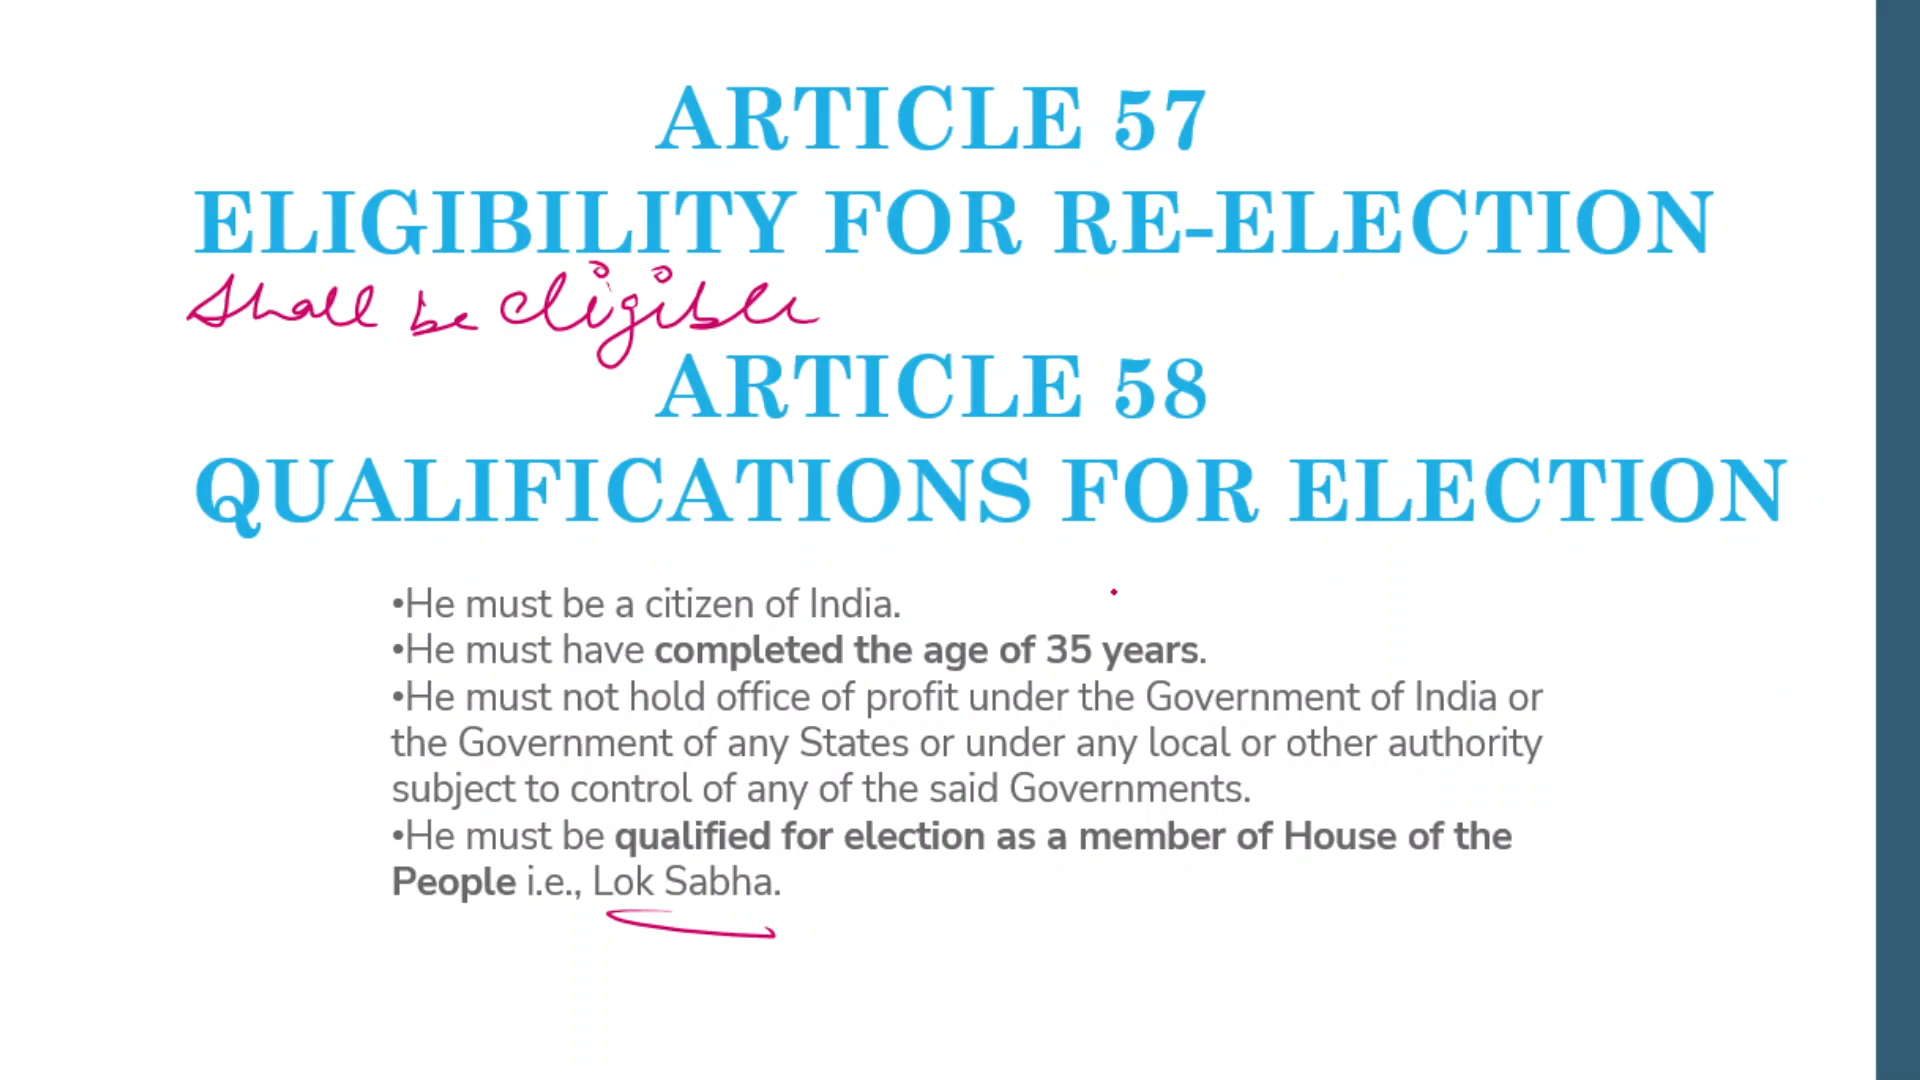 ARTICLE 57
ELIGIBILITY FOR RE-ELECTION
Shall be eligible
ARTICLE 58
QUALIFICATIONS FOR ELECTION
•He must be a citizen of India.
•He must have completed the age of 35 years.
•He must not hold office of profit under the Government of India or
the Government of any States or under any local or other authority
subject to control of any of the said Governments.
•He must be qualified for election as a member of House of the
People i.e., Lok Sabha.